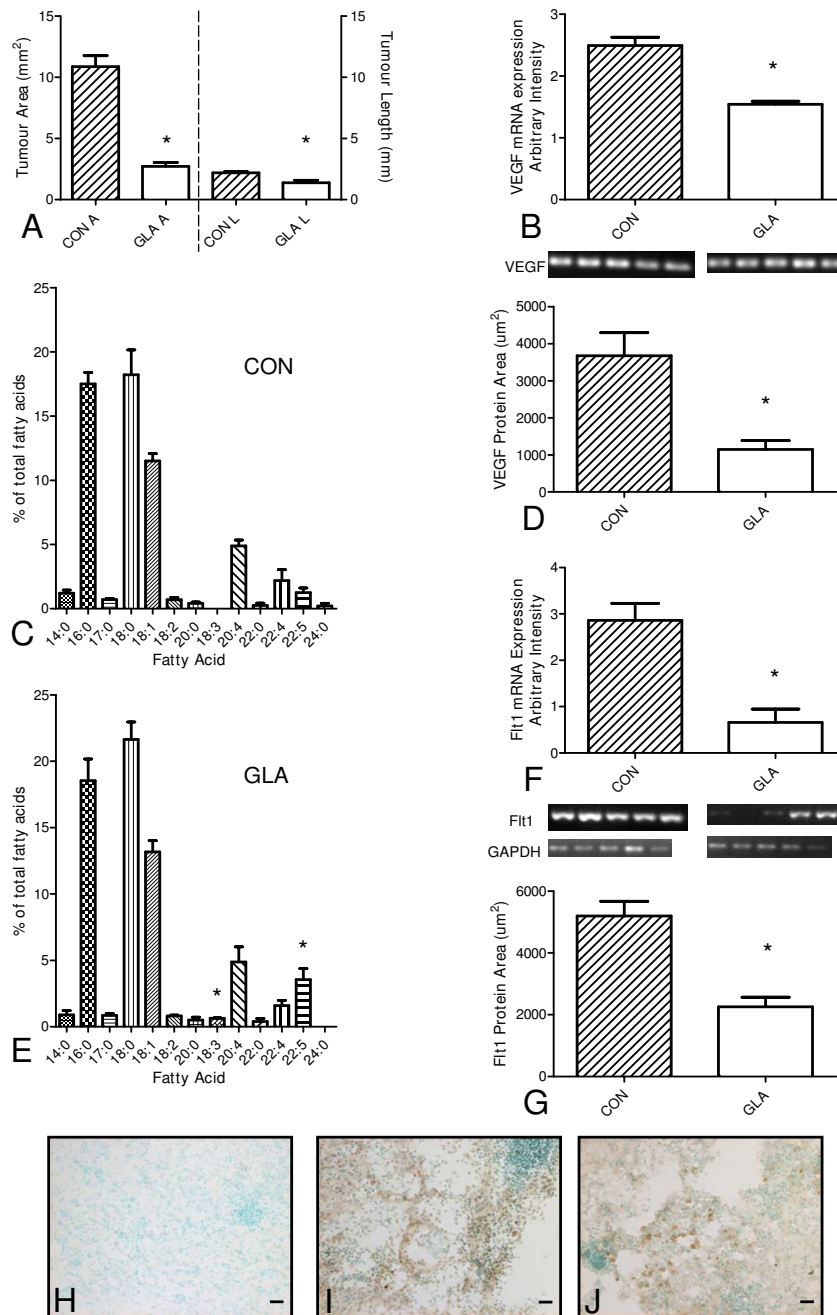 15
10
5
0
Tumour Area (mm²)
*
*
15
10
5
0
Tumour Length (mm)
CON A
GLA A
CON L
GLA L
A
3
2
1
0
VEGF mRNA expression
Arbitrary Intensity
*
CON
GLA
B
VEGF
25
20
15
10
5
0
% of total fatty acids
CON
14:0
16:0
17:0
18:0
18:1
18:2
20:0
18:3
20:4
22:0
22:4
22:5
24:0
Fatty Acid
C
5000
4000
3000
2000
1000
0
VEGF Protein Area (um²)
*
CON
GLA
D
25
20
15
10
5
0
% of total fatty acids
GLA
*
*
14:0
16:0
17:0
18:0
18:1
18:2
20:0
18:3
20:4
22:0
22:4
22:5
24:0
Fatty Acid
E
4
3
2
1
0
Flt1 mRNA Expression
Arbitrary Intensity
*
CON
GLA
F
Flt1
GAPDH
6000
4000
2000
0
Flt1 Protein Area (um²)
*
CON
GLA
G
H
I
J